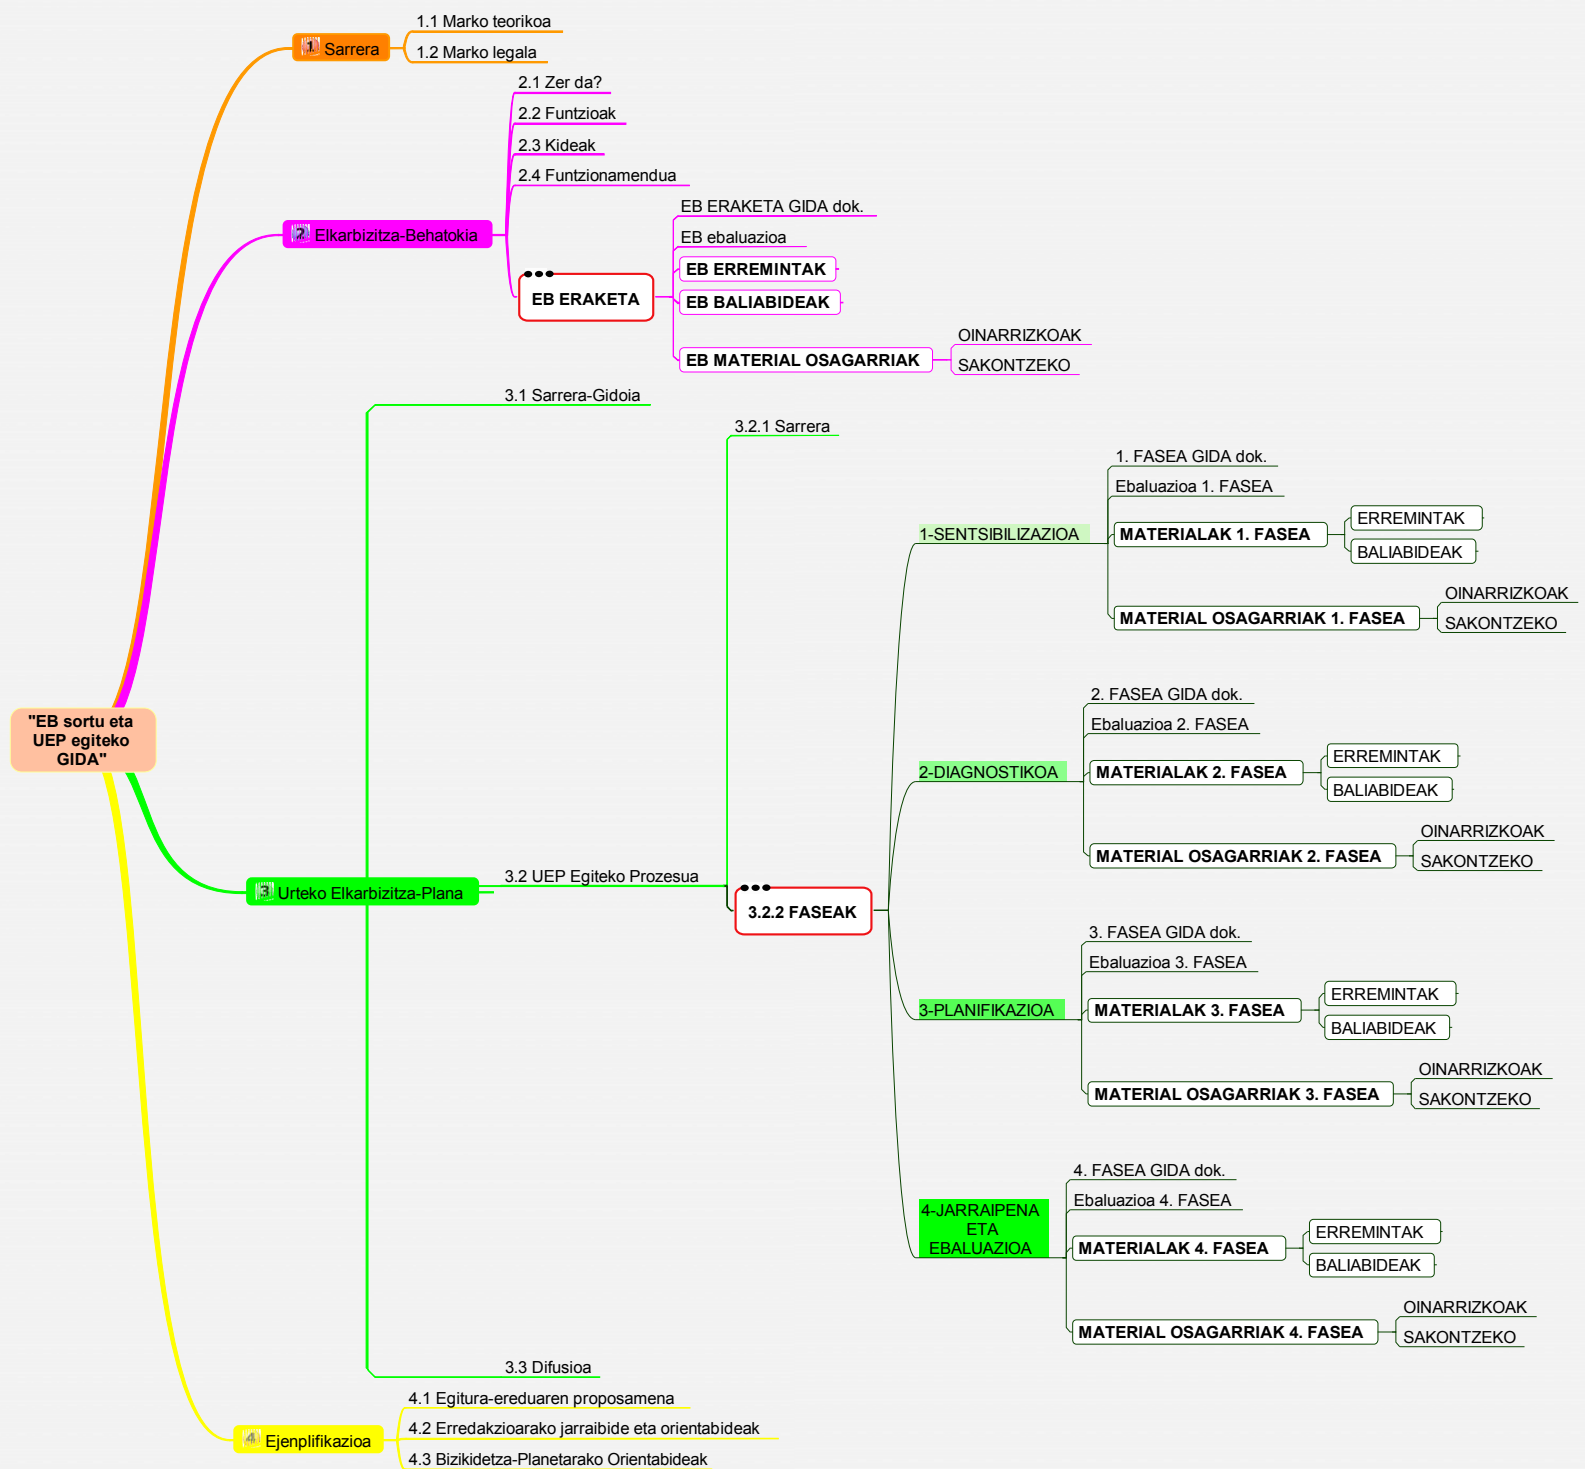 "EB sortu eta
UEP egiteko
GIDA"
1 Sarrera
1.1 Marko teorikoa
1.2 Marko legala
2 Elkarbizitza-Behatokia
2.1 Zer da?
2.2 Funtzioak
2.3 Kideak
2.4 Funtzionamendua
EB ERAKETA
EB ERAKETA GIDA dok.
EB ebaluazioa
EB ERREMINTAK
EB BALIABIDEAK
EB MATERIAL OSAGARRIAK
OINARRIZKOAK
SAKONTZEKO
3 Urteko Elkarbizitza-Plana
3.1 Sarrera-Gidoia
3.2 UEP Egiteko Prozesua
3.2.1 Sarrera
3.2.2 FASEAK
1-SENTSIBILIZAZIOA
1. FASEA GIDA dok.
Ebaluazioa 1. FASEA
MATERIALAK 1. FASEA
ERREMINTAK
BALIABIDEAK
MATERIAL OSAGARRIAK 1. FASEA
OINARRIZKOAK
SAKONTZEKO
2-DIAGNOSTIKOA
2. FASEA GIDA dok.
Ebaluazioa 2. FASEA
MATERIALAK 2. FASEA
ERREMINTAK
BALIABIDEAK
MATERIAL OSAGARRIAK 2. FASEA
OINARRIZKOAK
SAKONTZEKO
3-PLANIFIKAZIOA
3. FASEA GIDA dok.
Ebaluazioa 3. FASEA
MATERIALAK 3. FASEA
ERREMINTAK
BALIABIDEAK
MATERIAL OSAGARRIAK 3. FASEA
OINARRIZKOAK
SAKONTZEKO
4-JARRAIPENA
ETA
EBALUAZIOA
4. FASEA GIDA dok.
Ebaluazioa 4. FASEA
MATERIALAK 4. FASEA
ERREMINTAK
BALIABIDEAK
MATERIAL OSAGARRIAK 4. FASEA
OINARRIZKOAK
SAKONTZEKO
3.3 Difusioa
4 Ejenplifikazioa
4.1 Egitura-ereduaren proposamena
4.2 Erredakzioarako jarraibide eta orientabideak
4.3 Bizikidetza-Planetarako Orientabideak